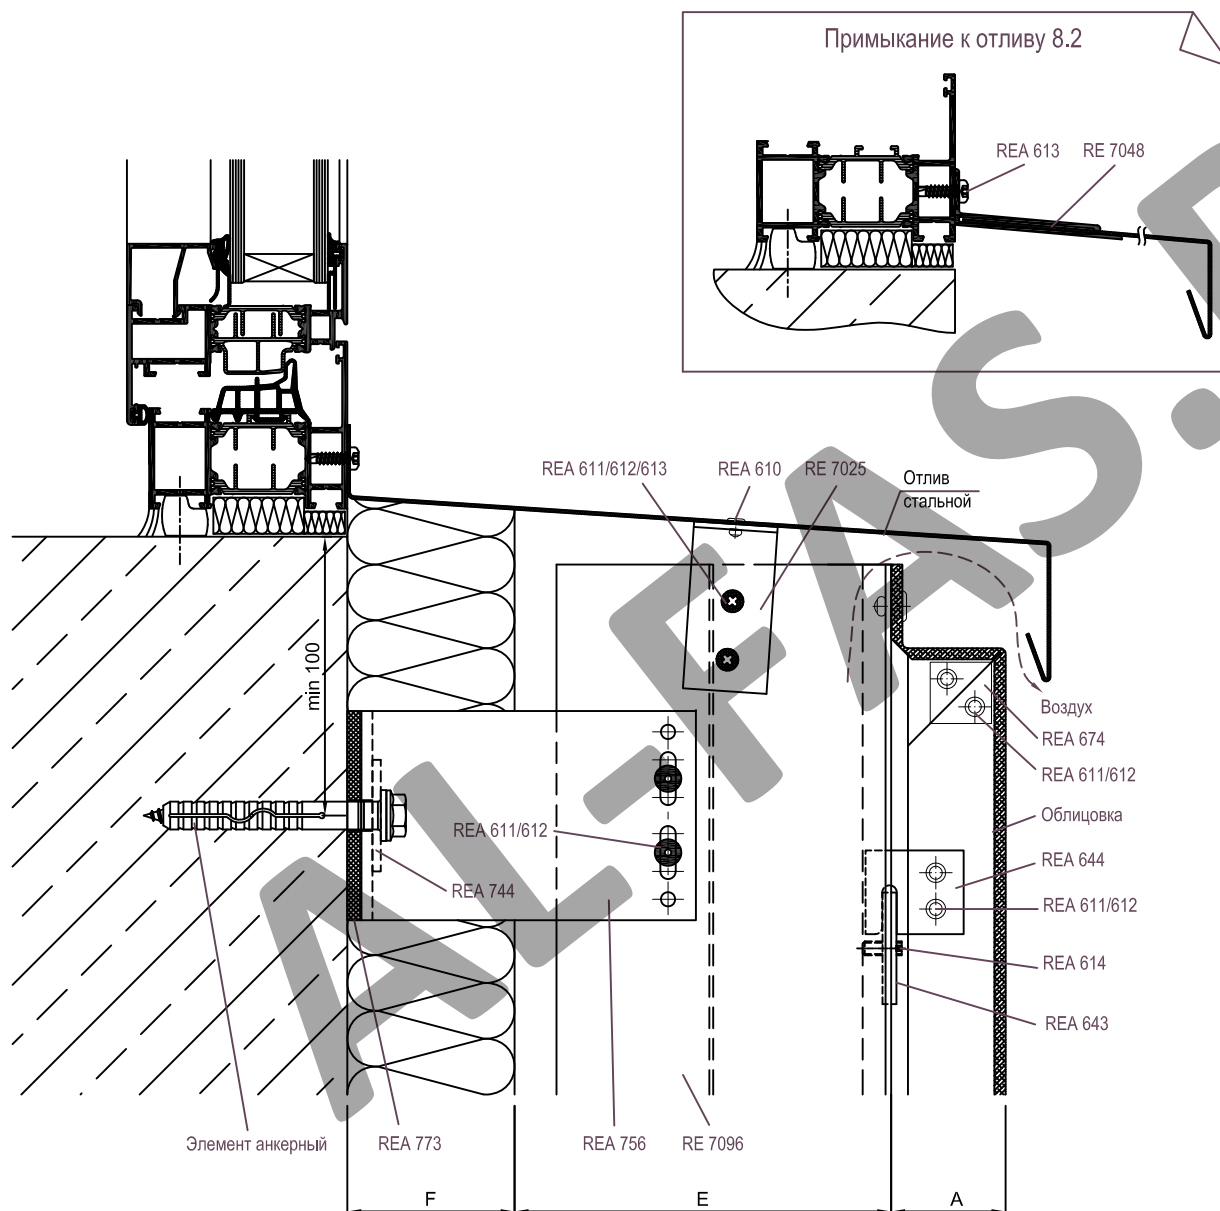 Примыкание к отливу 8.2
REA 613
RE 7048
REA 611/612/613
REA 610
RE 7025
Отлив
стальной
min 100
Воздух
REA 674
REA 611/612
Облицовка
REA 611/612
REA 644
REA 744
REA 611/612
REA 614
REA 643
Элемент анкерный
REA 773
REA 756
RE 7096
F
E
A
AL-FAS.